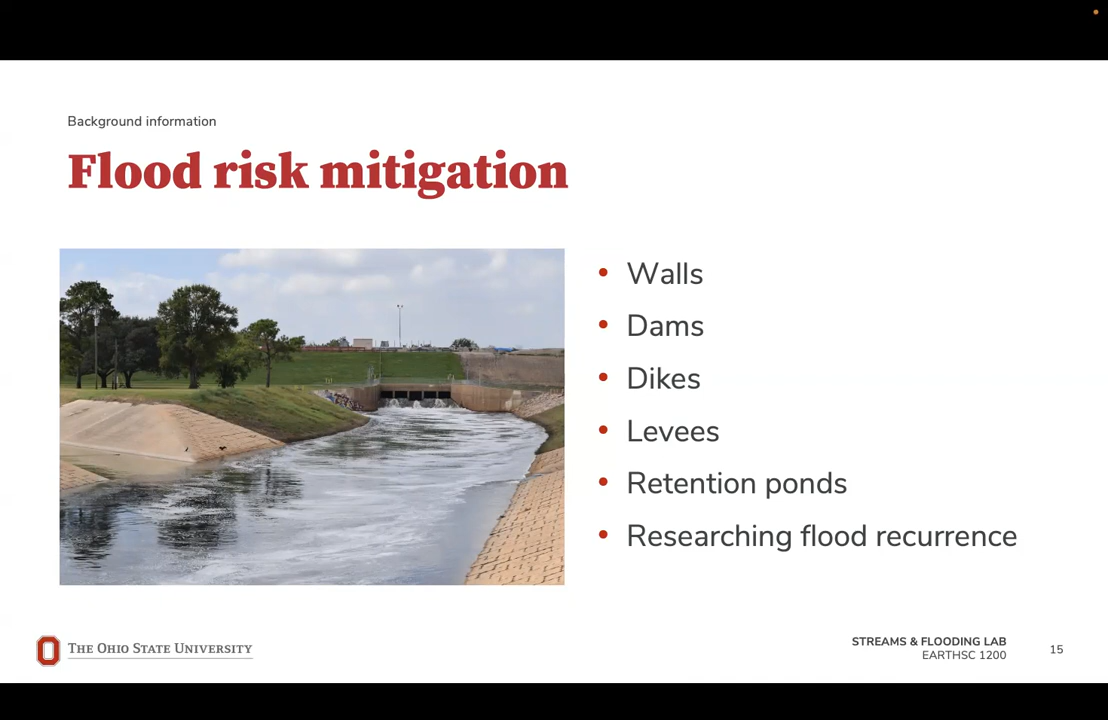 Background information
Flood risk mitigation
Walls
Dams
Dikes
Levees
Retention ponds
Researching flood recurrence
THE OHIO STATE UNIVERSITY
STREAMS & FLOODING LAB
EARTHSC 1200
15